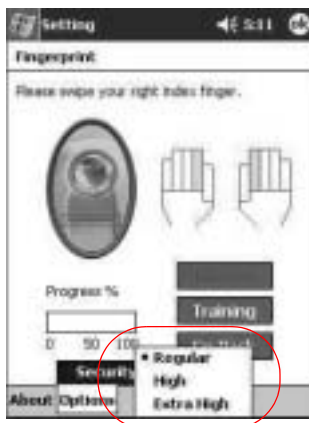 Setting 5:11 ok
Fingerprint
Please swipe your right index finger.
Progress %
Training
0 50 100
Security
• Regular
High
Extra High
About Options